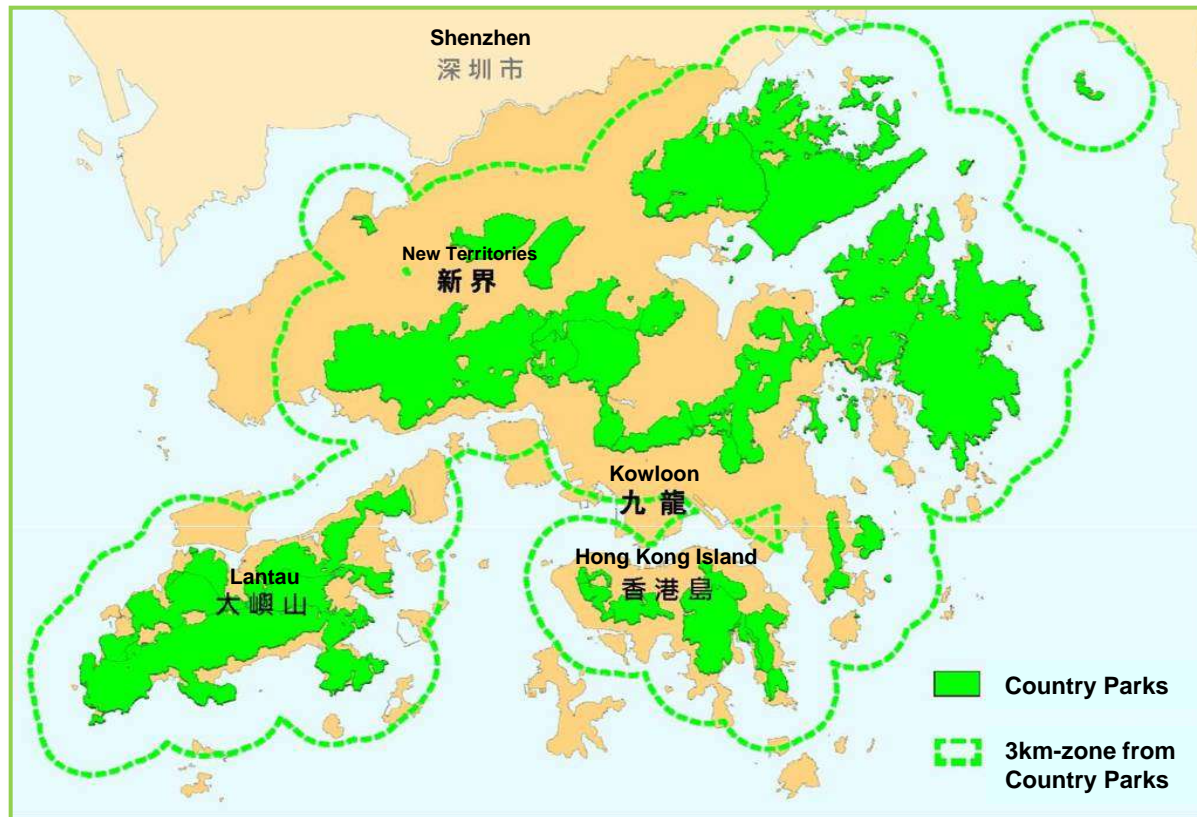 Shenzhen
深圳市
New Territories
新界
Kowloon
九龍
Hong Kong Island
香港島
Lantau
大嶼山
Country Parks
3km-zone from
Country Parks